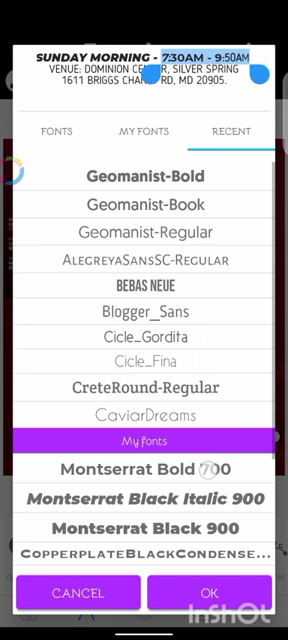 SUNDAY MORNING - 7:30AM - 9:50AM
VENUE: DOMINION CENTER, SILVER SPRING
1611 BRIGGS CHANEY RD, MD 20905.
FONTS
MY FONTS
RECENT
Geomanist-Bold
Geomanist-Book
Geomanist-Regular
AlegreyaSansSC-Regular
BEBAS NEUE
Blogger_Sans
Cicle_Gordita
Cicle_Fina
CreteRound-Regular
CaviarDreams
My fonts
Montserrat Bold 700
Montserrat Black Italic 900
Montserrat Black 900
CopperplateBlackCondense...
CANCEL
OK
InShot